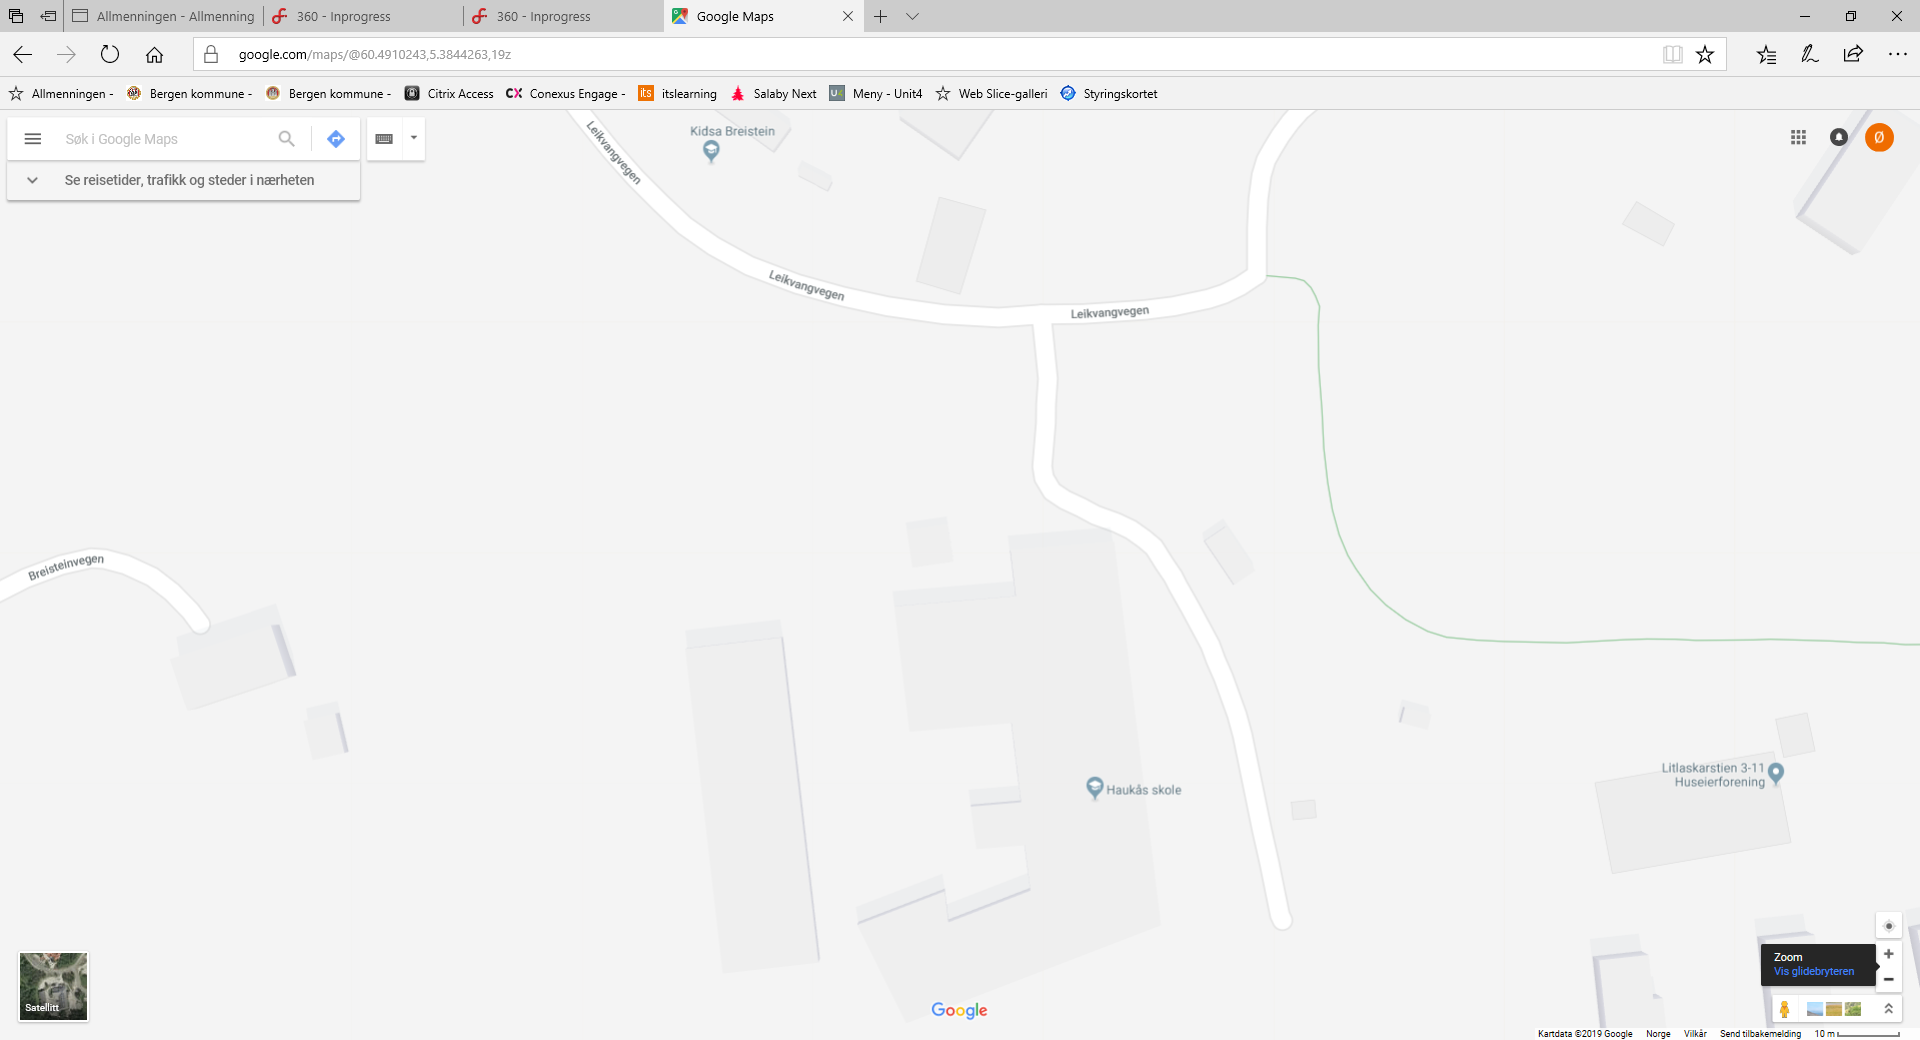 Allmenningen - Allmenning
360 - Inprogress
360 - Inprogress
Google Maps
google.com/maps/@60.4910243,5.3844263,19z
Allmenningen -
Bergen kommune -
Bergen kommune -
Citrix Access
CX
Conexus Engage -
its
itslearning
Salaby Next
U4
Meny - Unit4
Web Slice-galleri
Styringskortet
Søk i Google Maps
Se reisetider, trafikk og steder i nærheten
Ø
Kidsa Breistein
Leikvangvegen
Leikvangvegen
Leikvangvegen
Breisteinvegen
Haukås skole
Litlaskarstien 3-11
Huseierforening
Zoom
Vis glidebryteren
Satellitt
Google
Kartdata ©2019 Google
Norge
Vilkår
Send tilbakemelding
10 m